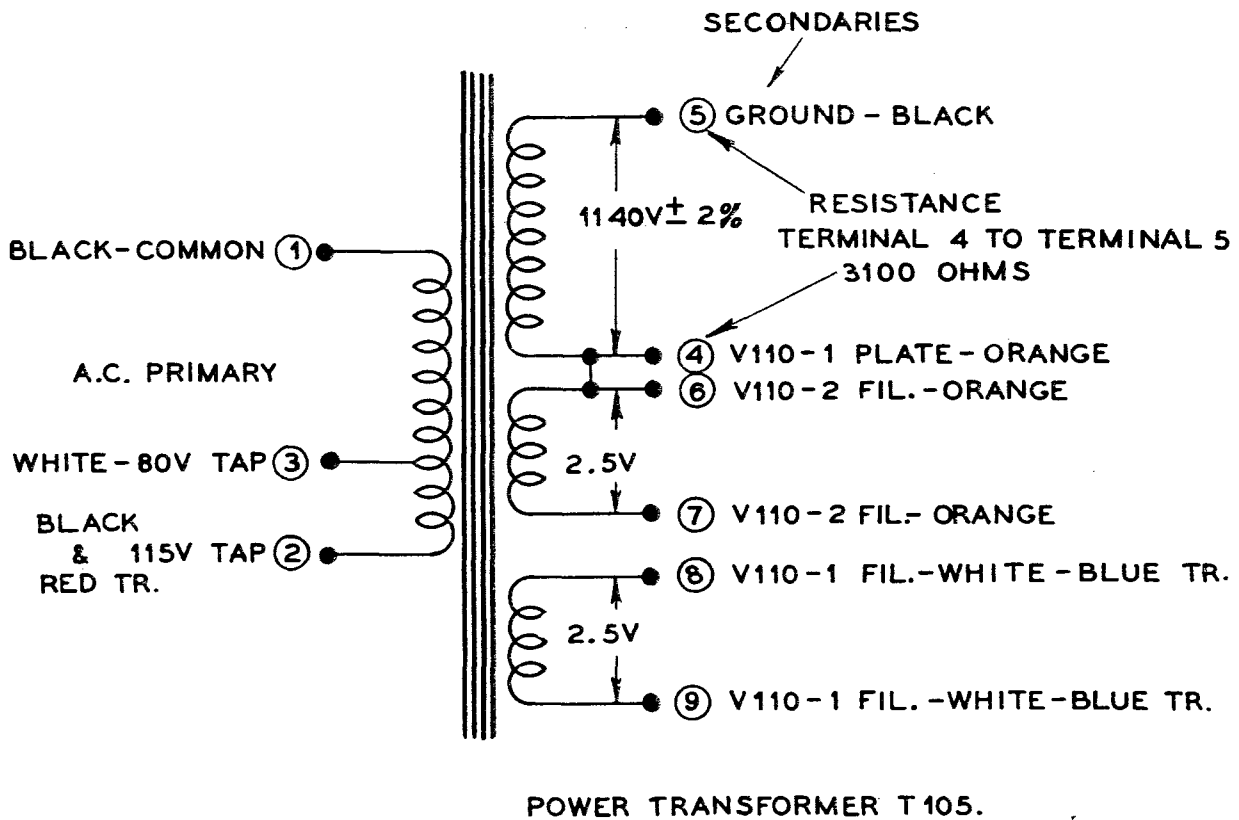 SECONDARIES
5 GROUND - BLACK
1140V ± 2%
RESISTANCE
TERMINAL 4 TO TERMINAL 5
3100 OHMS
BLACK-COMMON 1
4 V110-1 PLATE-ORANGE
A.C. PRIMARY
6 V110-2 FIL.-ORANGE
WHITE-80V TAP 3
2.5V
7 V110-2 FIL.- ORANGE
BLACK
& 115V TAP 2
RED TR.
8 V110-1 FIL.-WHITE-BLUE TR.
2.5V
9 V110-1 FIL.-WHITE-BLUE TR.
POWER TRANSFORMER T105.